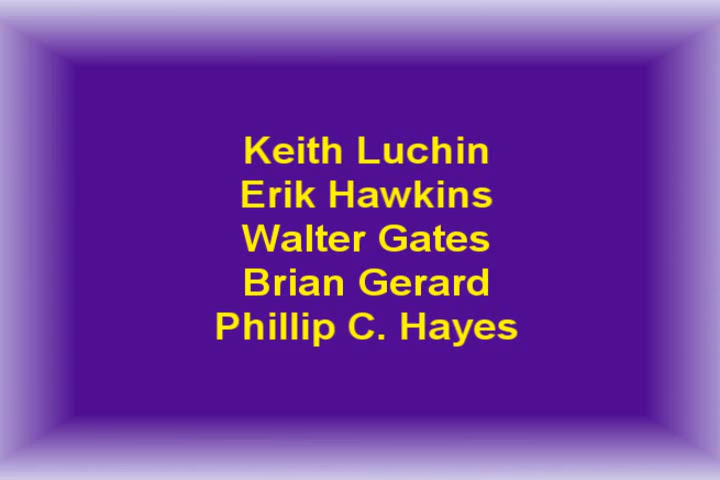 Keith Luchin
Erik Hawkins
Walter Gates
Brian Gerard
Phillip C. Hayes